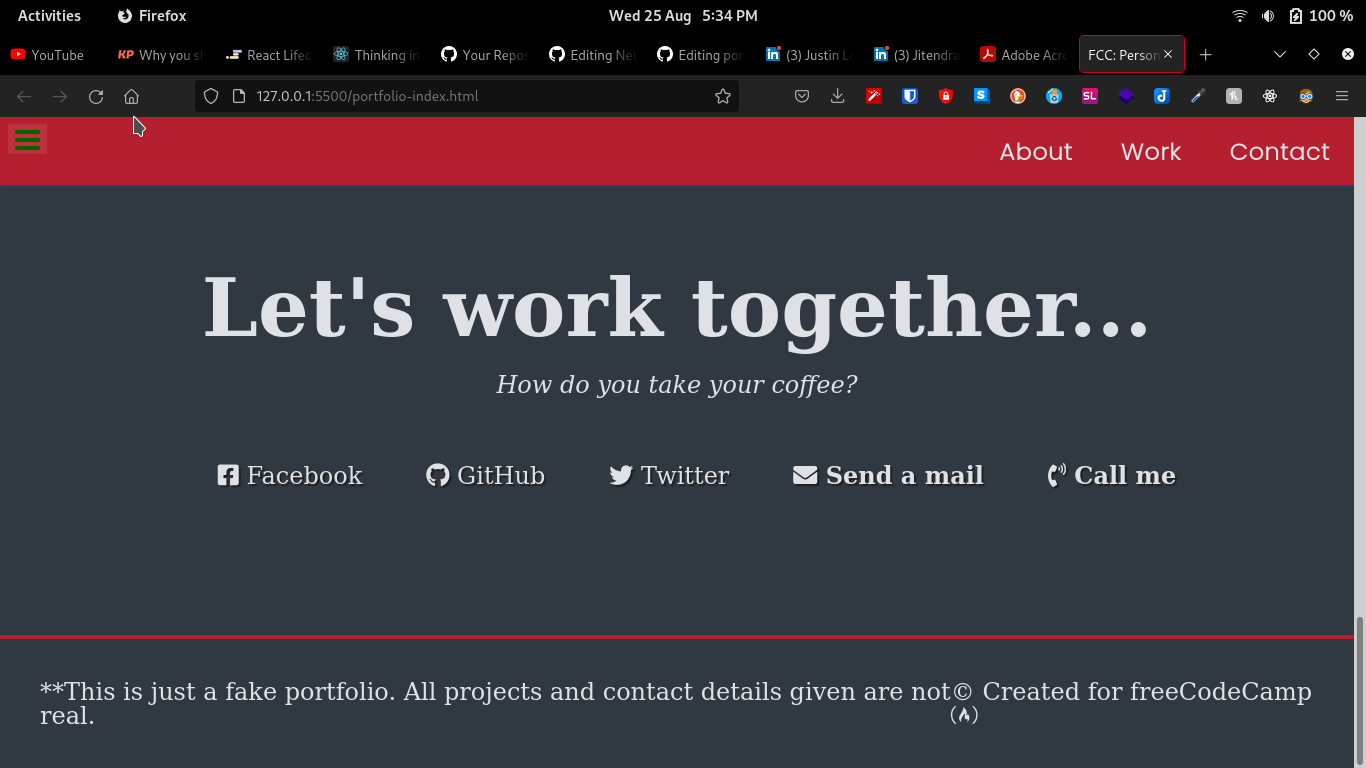 Activities Firefox Wed 25 Aug 5:34 PM 100 %
YouTube KP Why you s React Lifec Thinking in Your Repos Editing Ne Editing por (3) Justin L (3) Jitendra Adobe Acr FCC: Person
127.0.0.1:5500/portfolio-index.html S SL
About Work Contact
Let's work together...
How do you take your coffee?
Facebook GitHub Twitter Send a mail Call me
**This is just a fake portfolio. All projects and contact details given are not
real.
© Created for freeCodeCamp